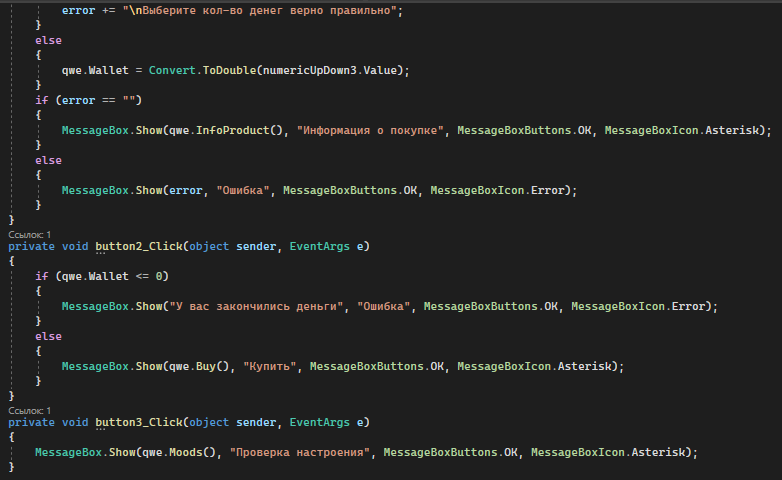 error += "\nВыберите кол-во денег верно правильно";
}
else
{
qwe.Wallet = Convert.ToDouble(numericUpDown3.Value);
}
if (error == "")
{
MessageBox.Show(qwe.InfoProduct(), "Информация о покупке", MessageBoxButtons.OK, MessageBoxIcon.Asterisk);
}
else
{
MessageBox.Show(error, "Ошибка", MessageBoxButtons.OK, MessageBoxIcon.Error);
}
}
Ссылок: 1
private void button2_Click(object sender, EventArgs e)
{
if (qwe.Wallet <= 0)
{
MessageBox.Show("У вас закончились деньги", "Ошибка", MessageBoxButtons.OK, MessageBoxIcon.Error);
}
else
{
MessageBox.Show(qwe.Buy(), "Купить", MessageBoxButtons.OK, MessageBoxIcon.Asterisk);
}
}
Ссылок: 1
private void button3_Click(object sender, EventArgs e)
{
MessageBox.Show(qwe.Moods(), "Проверка настроения", MessageBoxButtons.OK, MessageBoxIcon.Asterisk);
}